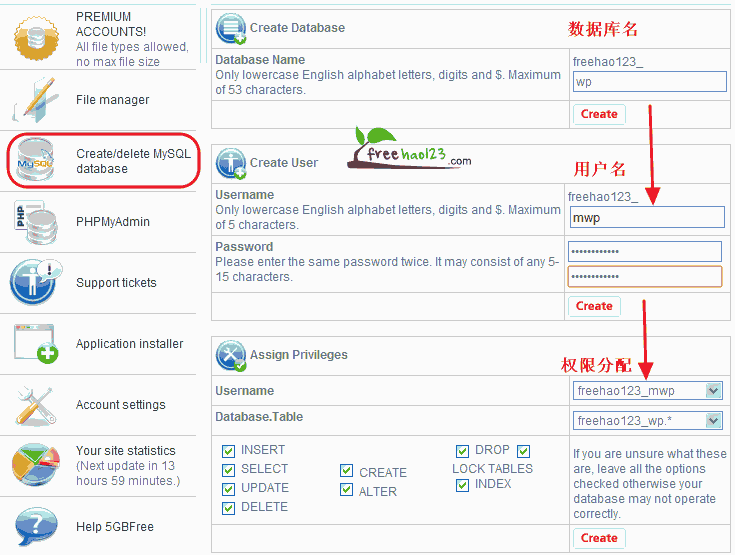 PREMIUM
ACCOUNTS!
All file types allowed,
no max file size
File manager
Create/delete MySQL
database
PHPMyAdmin
Support tickets
Application installer
Account settings
Your site statistics
(Next update in 13
hours 59 minutes.)
Help 5GBFree
MySQL
PHP
Create Database
数据库名
Database Name
Only lowercase English alphabet letters, digits and $. Maximum
of 53 characters.
freehao123_
wp
Create
freehao123.com
Create User
用户名
Username
Only lowercase English alphabet letters, digits and $. Maximum
of 5 characters.
freehao123_
mwp
Password
Please enter the same password twice. It may consist of any 5-
15 characters.
••••••••••••
••••••••••••
Create
Assign Privileges
权限分配
Username
freehao123_mwp
Database.Table
freehao123_wp.*
INSERT
SELECT
UPDATE
DELETE
CREATE
ALTER
DROP
LOCK TABLES
INDEX
If you are unsure what these
are, leave all the options
checked otherwise your
database may not operate
correctly.
Create